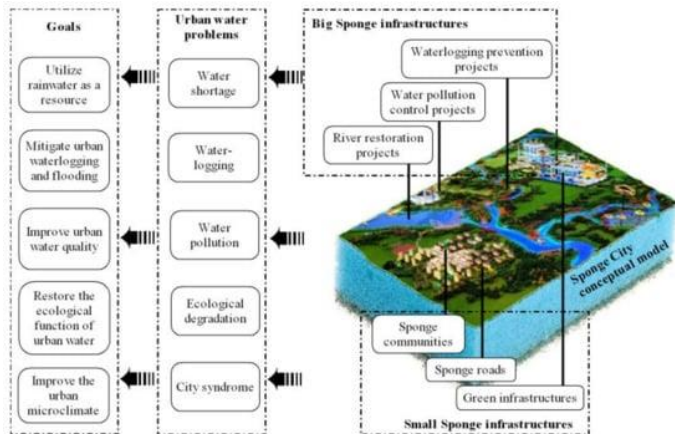 Goals
Utilize
rainwater as a
resource
Mitigate urban
waterlogging and
flooding
Improve urban
water quality
Restore the
ecological
function of
urban water
Improve the
urban
microclimate
Urban water
problems
Water
shortage
Water-
logging
Water
pollution
Ecological
degradation
City syndrome
Big Sponge infrastructures
Waterlogging prevention
projects
Water pollution
control projects
River restoration
projects
Sponge City
conceptual model
Sponge
communities
Sponge roads
Green infrastructures
Small Sponge infrastructures